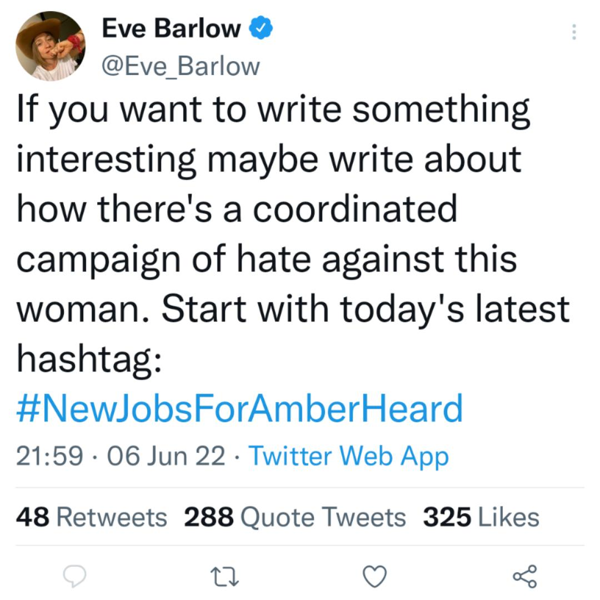 Eve Barlow
@Eve_Barlow
If you want to write something
interesting maybe write about
how there's a coordinated
campaign of hate against this
woman. Start with today's latest
hashtag:
#NewJobsForAmberHeard
21:59 · 06 Jun 22 · Twitter Web App
48 Retweets 288 Quote Tweets 325 Likes